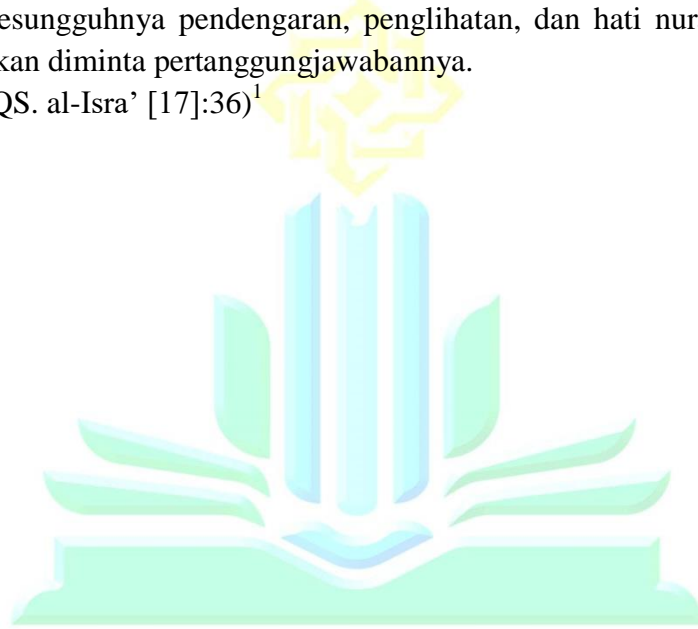 esungguhnya pendengaran, penglihatan, dan hati nur
kan diminta pertanggungjawabannya.
QS. al-Isra’ [17]:36)1